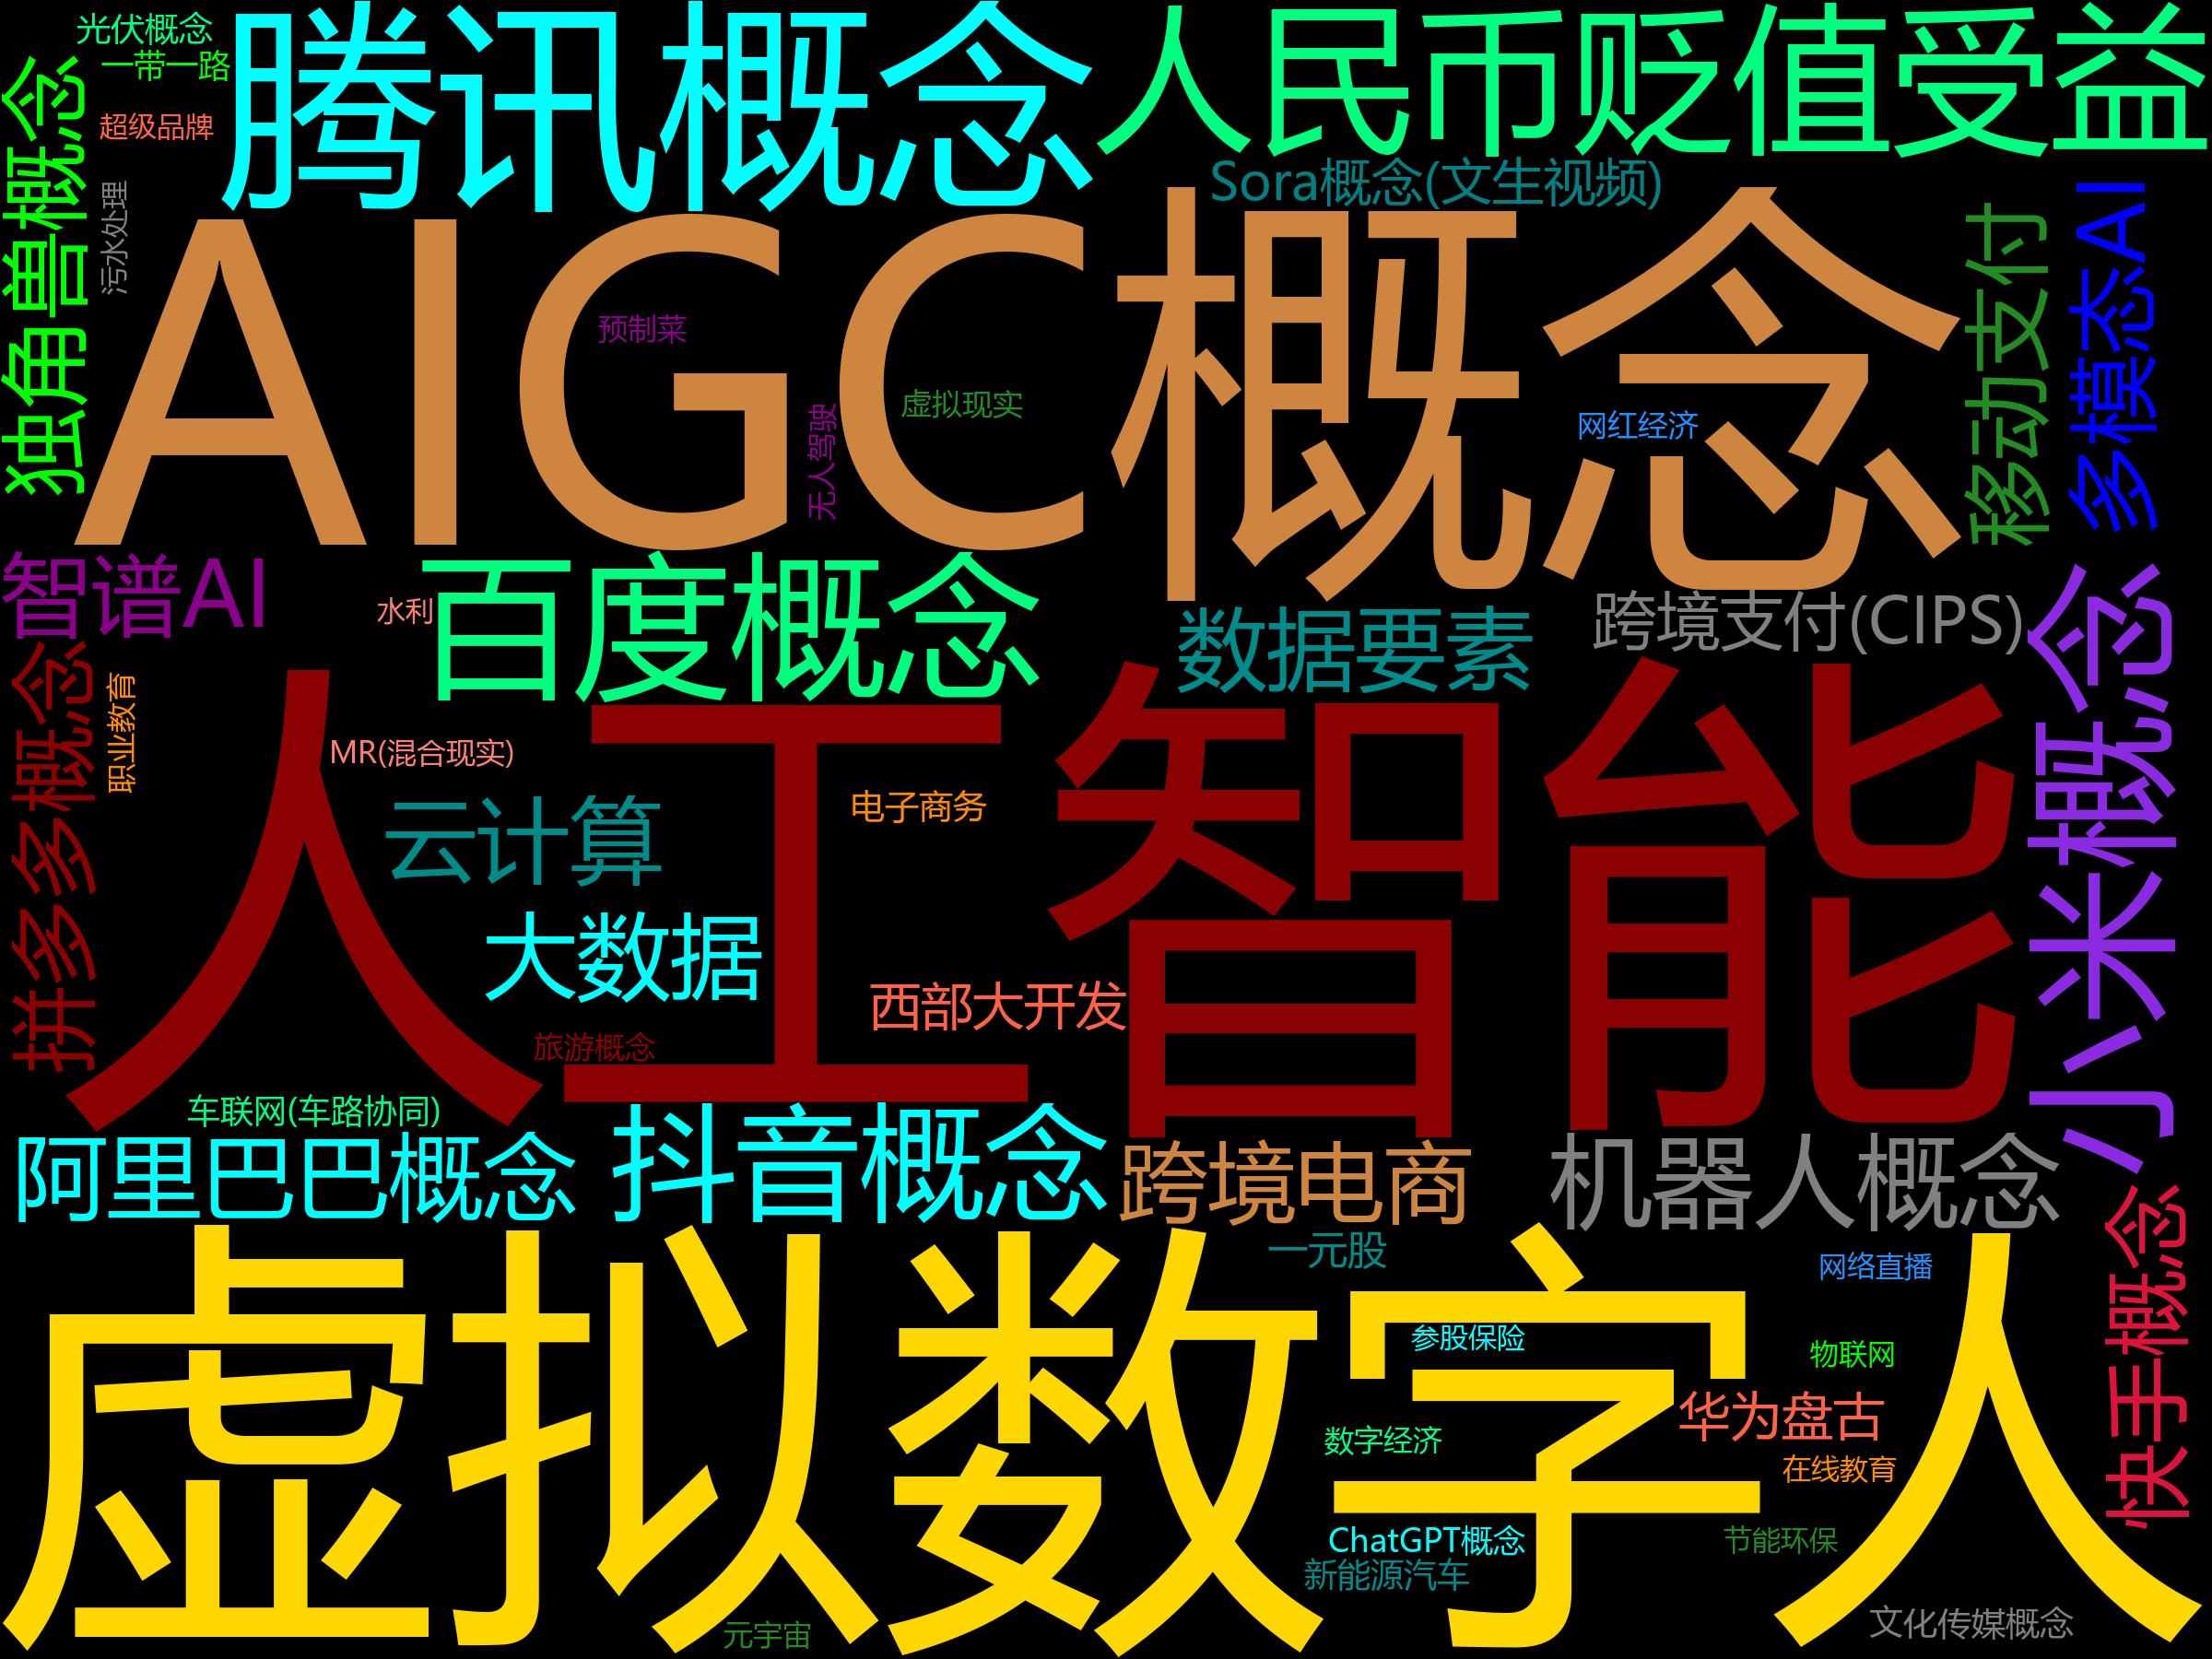 光伏概念
一带一路
超级品牌
独角兽概念
污水处理
腾讯概念
人民币贬值受益
Sora概念(文生视频)
AIGC概念
预制菜
无人驾驶
虚拟现实
网红经济
移动支付
多模态AI
智谱AI
水利
百度概念
数据要素
跨境支付(CIPS)
小米概念
拼多多概念
职业教育
人工智能
MR(混合现实)
云计算
电子商务
大数据
西部大开发
旅游概念
车联网(车路协同)
阿里巴巴概念
抖音概念
跨境电商
机器人概念
快手概念
一元股
网络直播
虚拟数字人
参股保险
物联网
华为盘古
数字经济
在线教育
ChatGPT概念
节能环保
新能源汽车
元宇宙
文化传媒概念